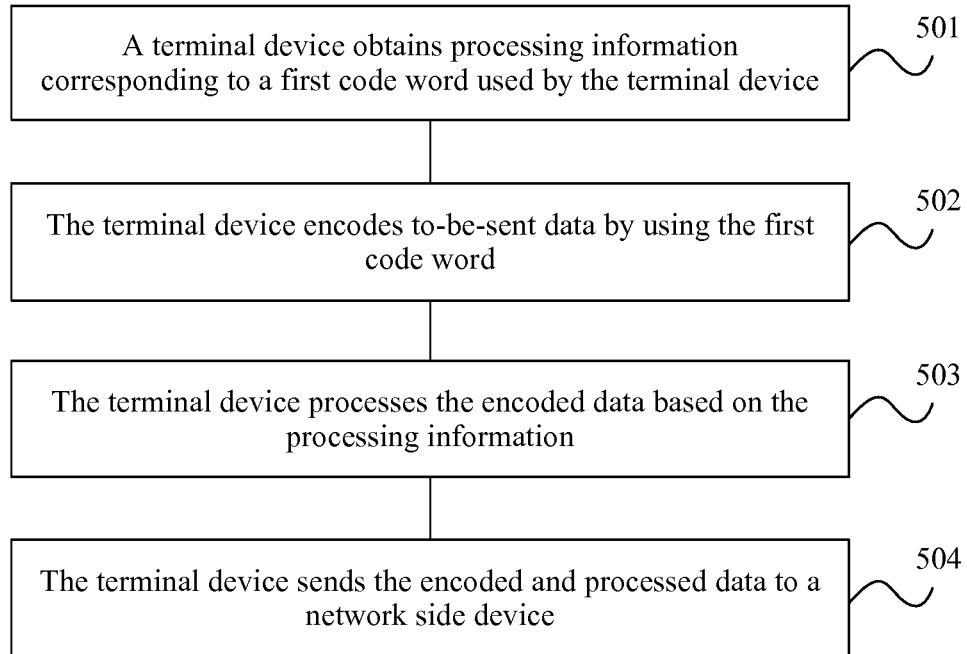 501
A terminal device obtains processing information
corresponding to a first code word used by the terminal device
502
The terminal device encodes to-be-sent data by using the first
code word
503
The terminal device processes the encoded data based on the
processing information
504
The terminal device sends the encoded and processed data to a
network side device